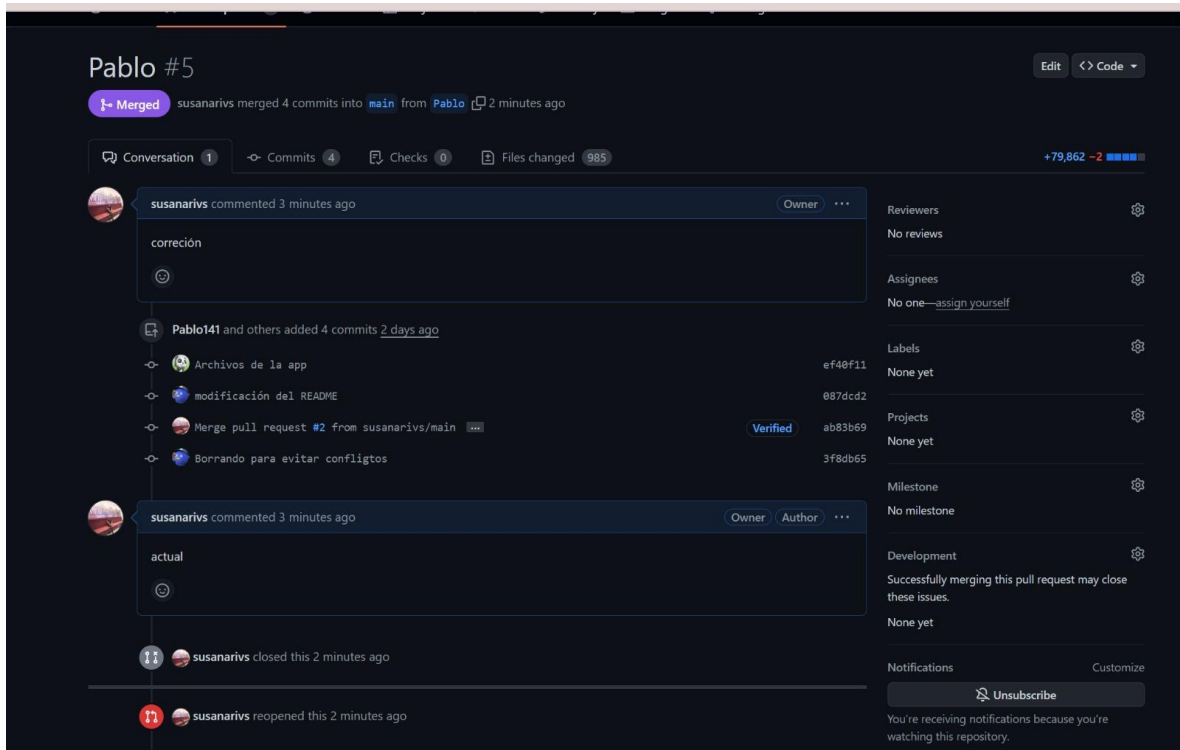 Pablo #5
Edit <> Code
Merged susanarivs merged 4 commits into main from Pablo 2 minutes ago
Conversation 1 Commits 4 Checks 0 Files changed 985 +79,862 −2
susanarivs commented 3 minutes ago Owner ...
correción
Pablo141 and others added 4 commits 2 days ago
Archivos de la app ef40f11
modificación del README 087dcd2
Merge pull request #2 from susanarivs/main ... Verified ab83b69
Borrando para evitar confligtos 3f8db65
susanarivs commented 3 minutes ago Owner Author ...
actual
susanarivs closed this 2 minutes ago
susanarivs reopened this 2 minutes ago
Reviewers
No reviews
Assignees
No one—assign yourself
Labels
None yet
Projects
None yet
Milestone
No milestone
Development
Successfully merging this pull request may close
these issues.
None yet
Notifications Customize
Unsubscribe
You're receiving notifications because you're
watching this repository.